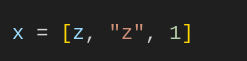 x = [z, "z", 1]